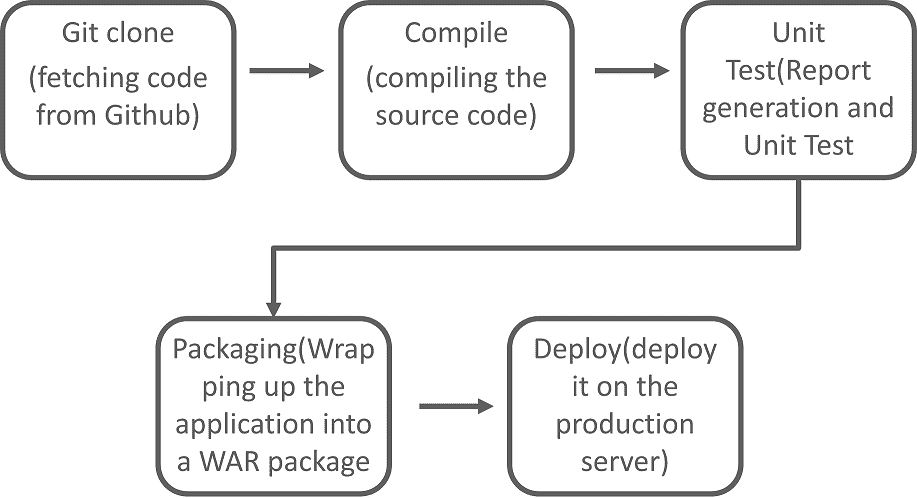 Git clone
(fetching code
from Github)
Compile
(compiling the
source code)
Unit
Test(Report
generation and
Unit Test
Packaging(Wrap
ping up the
application into
a WAR package
Deploy(deploy
it on the
production
server)